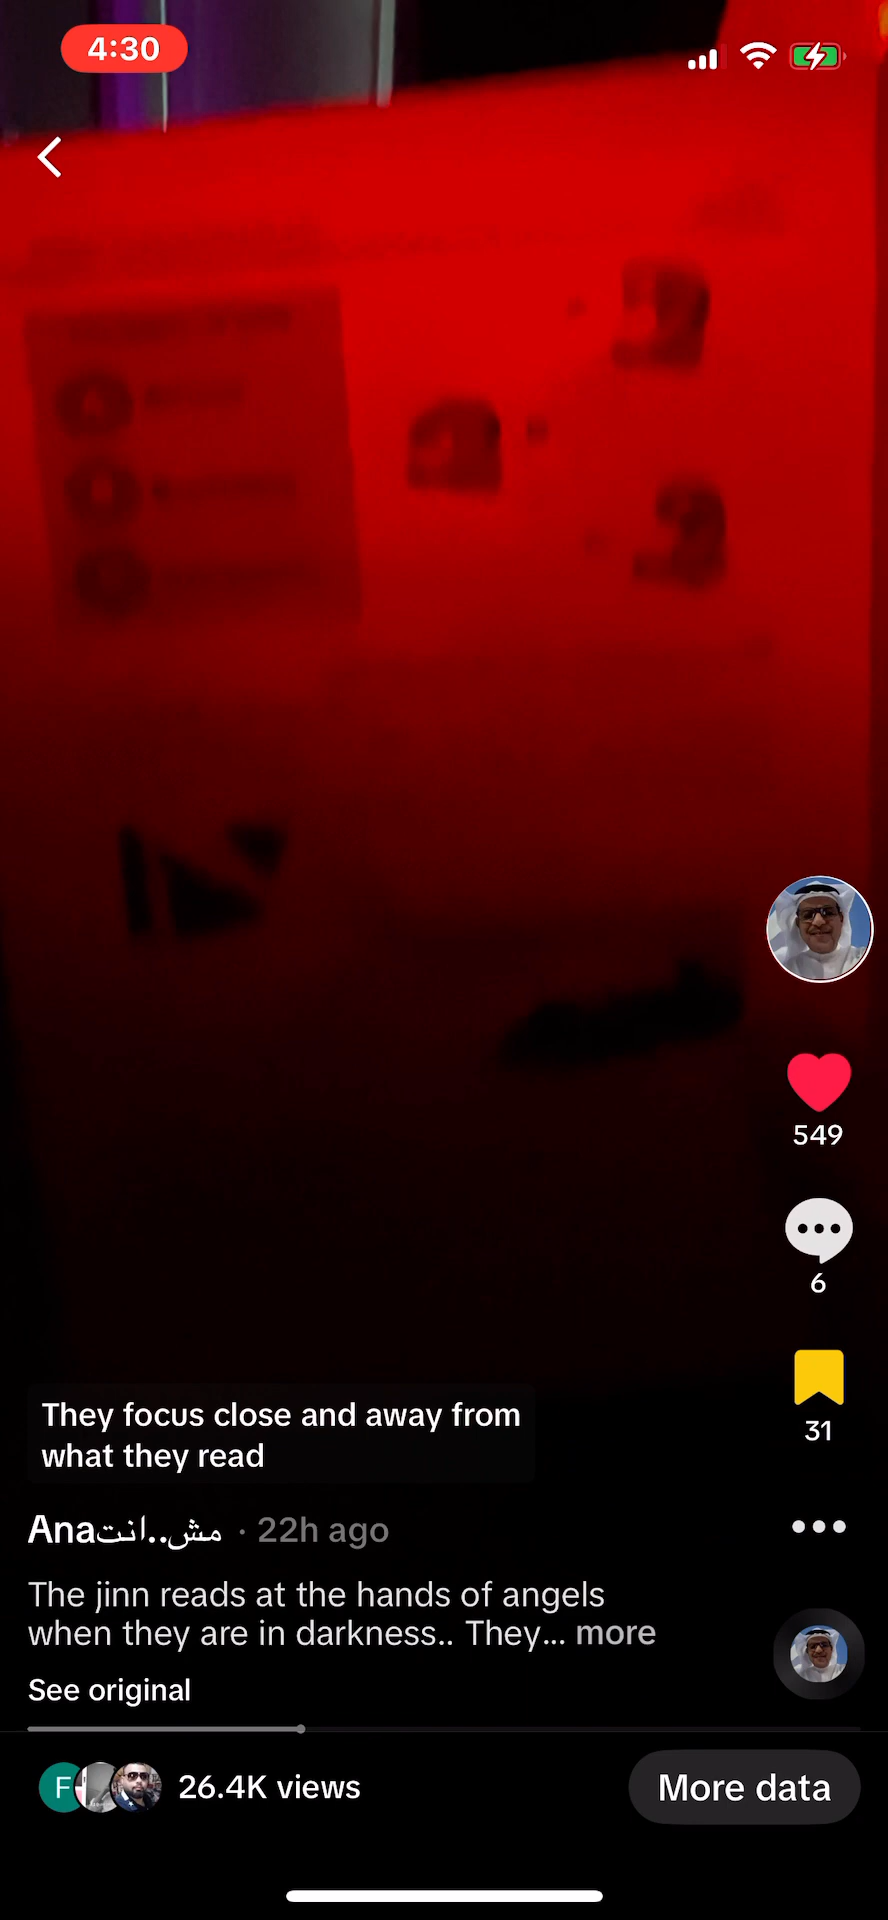 4:30
549
6
31
They focus close and away from
what they read
Anaمش..انت · 22h ago
The jinn reads at the hands of angels
when they are in darkness.. They... more
See original
F
26.4K views
More data